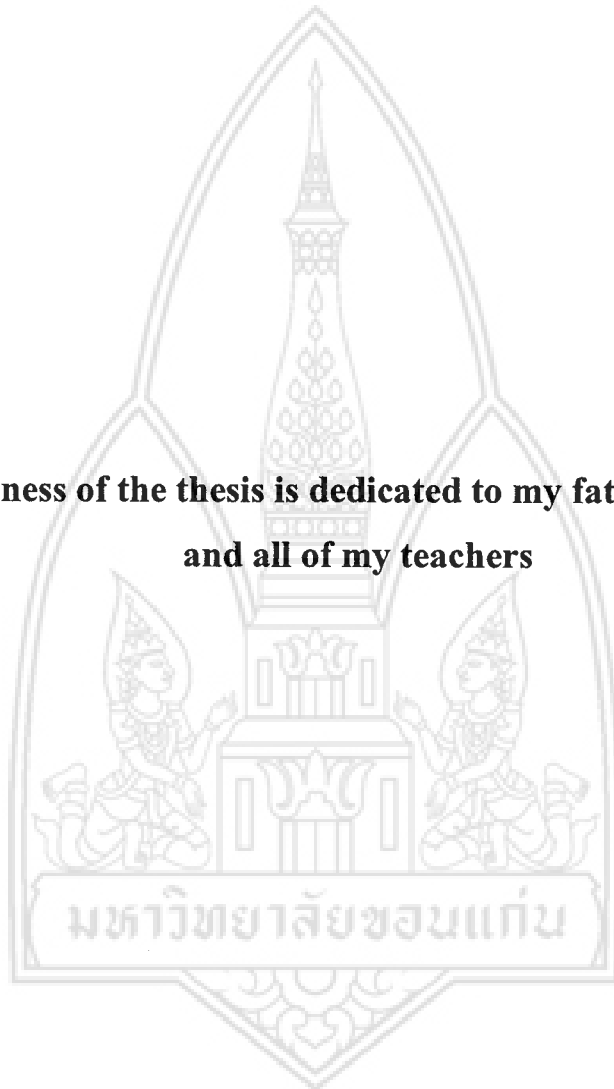 ness of the thesis is dedicated to my fat
and all of my teachers
มหาวิทยาลัยขอนแก่น